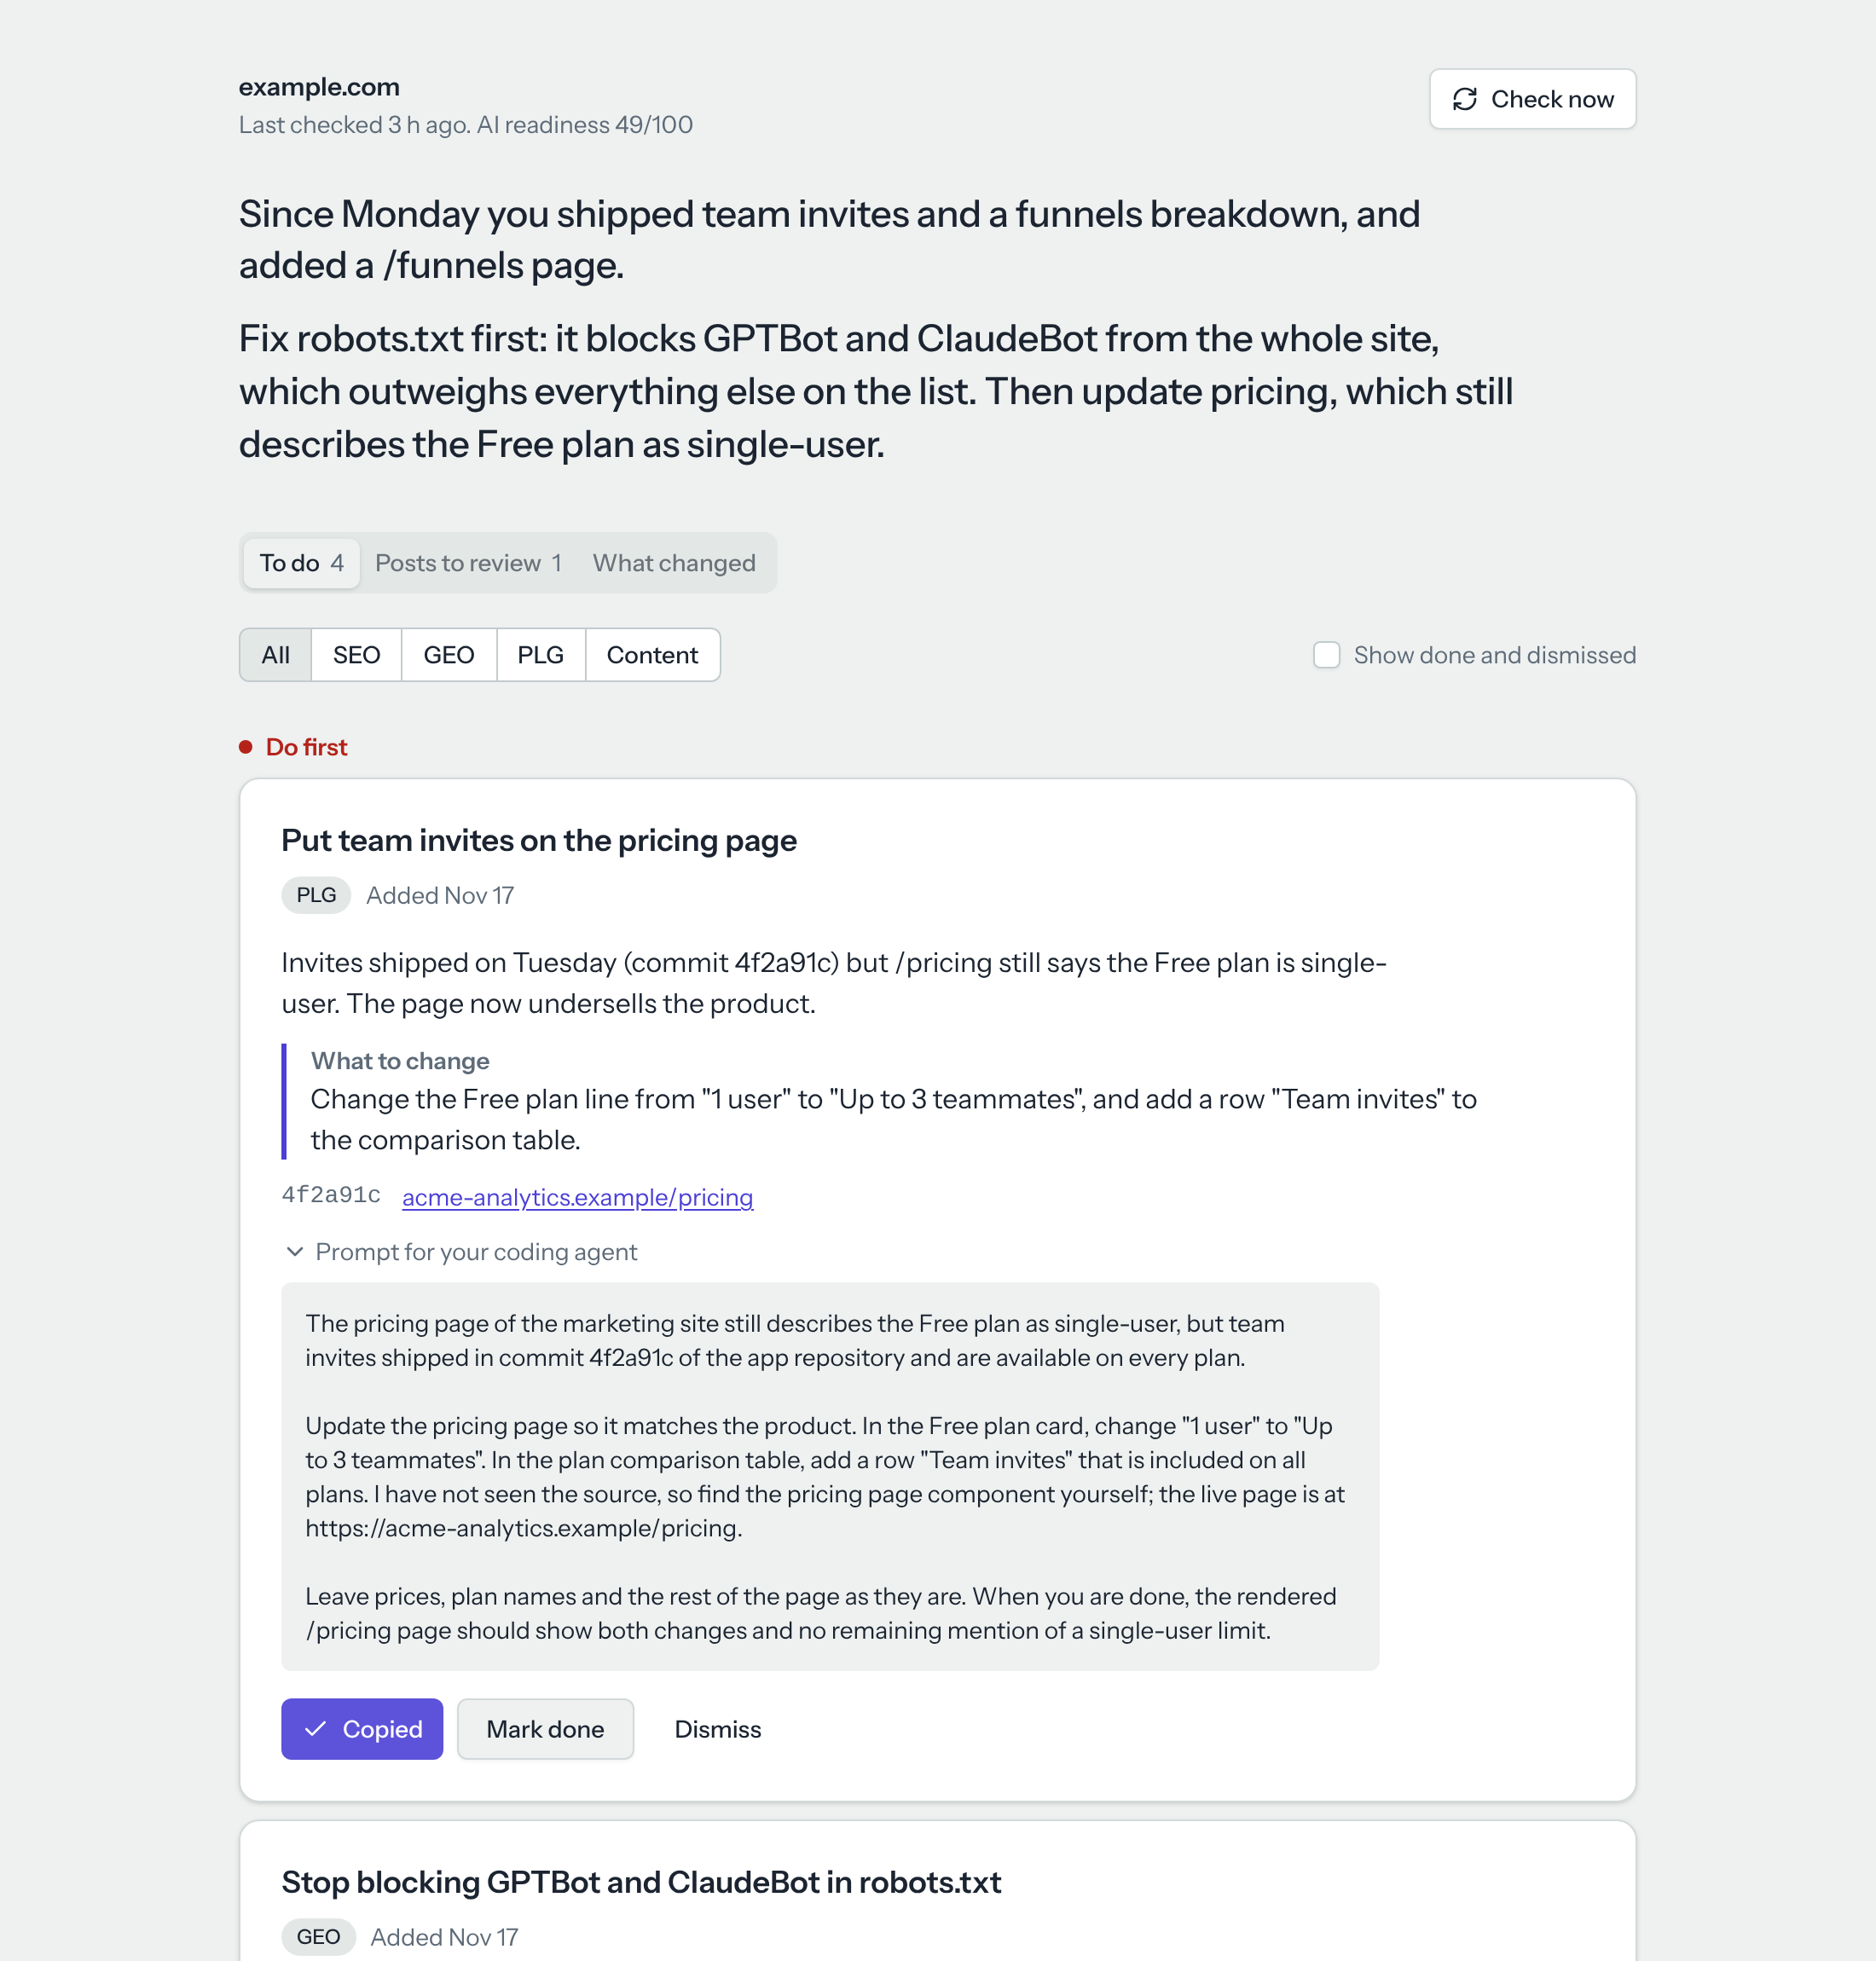 example.com
Check now
Last checked 3 h ago. AI readiness 49/100
Since Monday you shipped team invites and a funnels breakdown, and
added a /funnels page.
Fix robots.txt first: it blocks GPTBot and ClaudeBot from the whole site,
which outweighs everything else on the list. Then update pricing, which still
describes the Free plan as single-user.
To do 4 Posts to review 1 What changed
All SEO GEO PLG Content
Show done and dismissed
Do first
Put team invites on the pricing page
PLG Added Nov 17
Invites shipped on Tuesday (commit 4f2a91c) but /pricing still says the Free plan is single-
user. The page now undersells the product.
What to change
Change the Free plan line from "1 user" to "Up to 3 teammates", and add a row "Team invites" to
the comparison table.
4f2a91c acme-analytics.example/pricing
Prompt for your coding agent
The pricing page of the marketing site still describes the Free plan as single-user, but team
invites shipped in commit 4f2a91c of the app repository and are available on every plan.
Update the pricing page so it matches the product. In the Free plan card, change "1 user" to "Up
to 3 teammates". In the plan comparison table, add a row "Team invites" that is included on all
plans. I have not seen the source, so find the pricing page component yourself; the live page is at
https://acme-analytics.example/pricing.
Leave prices, plan names and the rest of the page as they are. When you are done, the rendered
/pricing page should show both changes and no remaining mention of a single-user limit.
Copied Mark done Dismiss
Stop blocking GPTBot and ClaudeBot in robots.txt
GEO Added Nov 17